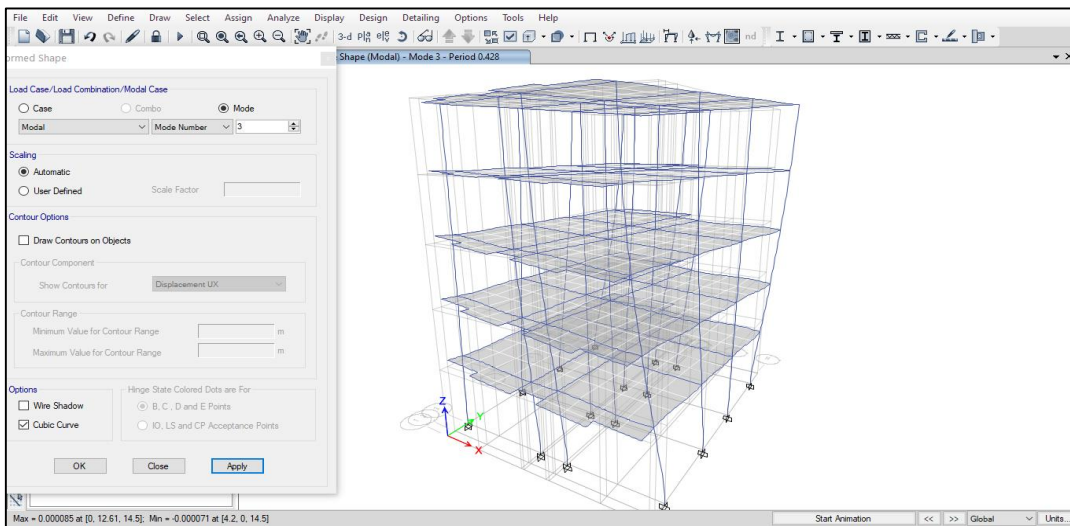 File Edit View Define Draw Select Assign Analyze Display Design Detailing Options Tools Help
3-d nd
ormed Shape
Shape (Modal) - Mode 3 - Period 0.428
Load Case/Load Combination/Modal Case
Case Combo Mode
Modal Mode Number 3
Scaling
Automatic
User Defined Scale Factor
Contour Options
Draw Contours on Objects
Contour Component
Show Contours for Displacement UX
Contour Range
Minimum Value for Contour Range m
Maximum Value for Contour Range m
Options
Wire Shadow
Cubic Curve
Hinge State Colored Dots are For
B, C , D and E Points
IO, LS and CP Acceptance Points
OK Close Apply
Z
Y
X
Max = 0.000085 at [0, 12.61, 14.5]; Min = -0.000071 at [4.2, 0, 14.5] Start Animation << >> Global Units...